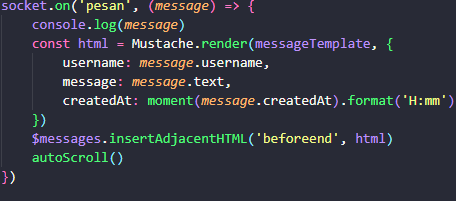 socket.on('pesan', (message) => {
    console.log(message)
    const html = Mustache.render(messageTemplate, {
        username: message.username,
        message: message.text,
        createdAt: moment(message.createdAt).format('H:mm')
    })
    $messages.insertAdjacentHTML('beforeend', html)
    autoScroll()
})